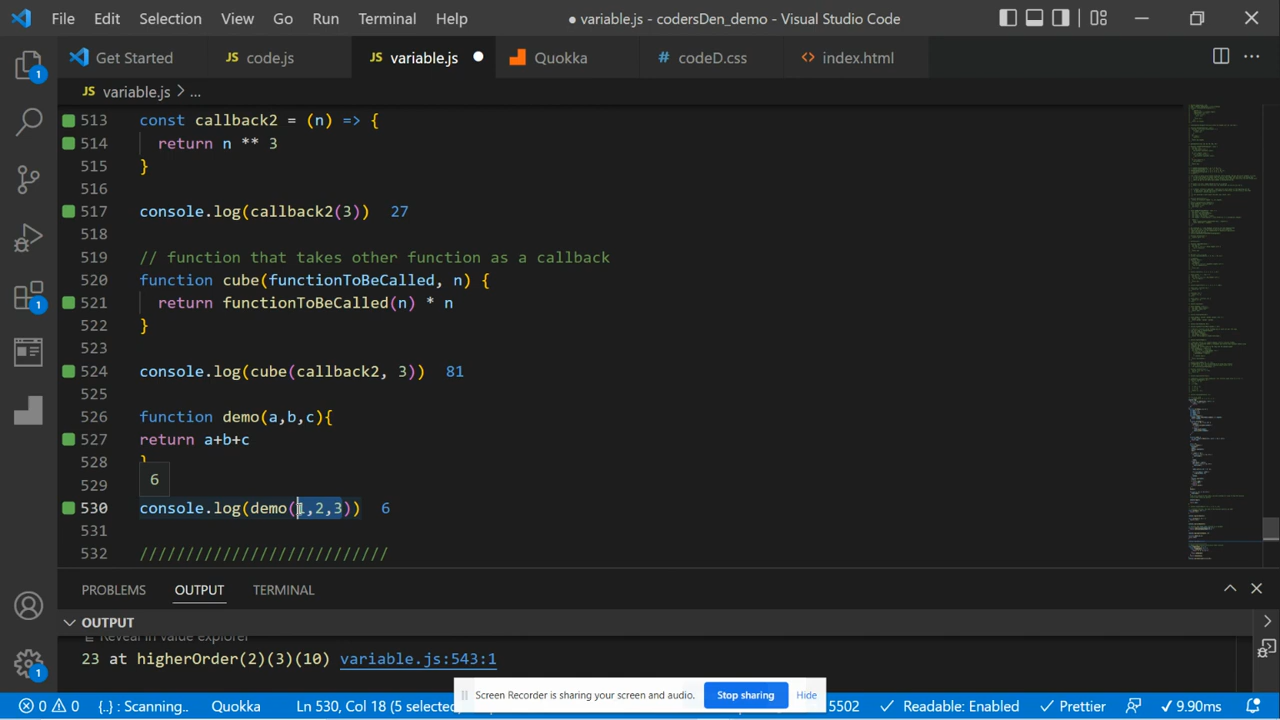 File Edit Selection View Go Run Terminal Help
● variable.js - codersDen_demo - Visual Studio Code
Get Started
JS code.js
JS variable.js
Quokka
# codeD.css
<> index.html
JS variable.js > ...
513 const callback2 = (n) => {
514 return n ** 3
515 }
516
517 console.log(callback2(3)) 27
518
519 // function that takes other function as a callback
520 function cube(functionToBeCalled, n) {
521 return functionToBeCalled(n) * n
522 }
523
524 console.log(cube(callback2, 3)) 81
525
526 function demo(a,b,c){
527 return a+b+c
528 }
6
529
530 console.log(demo(1,2,3)) 6
531
532 ///////////////////////////
1
1
PROBLEMS OUTPUT TERMINAL
OUTPUT
Reveal in value explorer
23 at higherOrder(2)(3)(10) variable.js:543:1
1
Screen Recorder is sharing your screen and audio. Stop sharing Hide
0 0 {..} : Scanning.. Quokka Ln 530, Col 18 (5 selected) 5502 Readable: Enabled Prettier 9.90ms